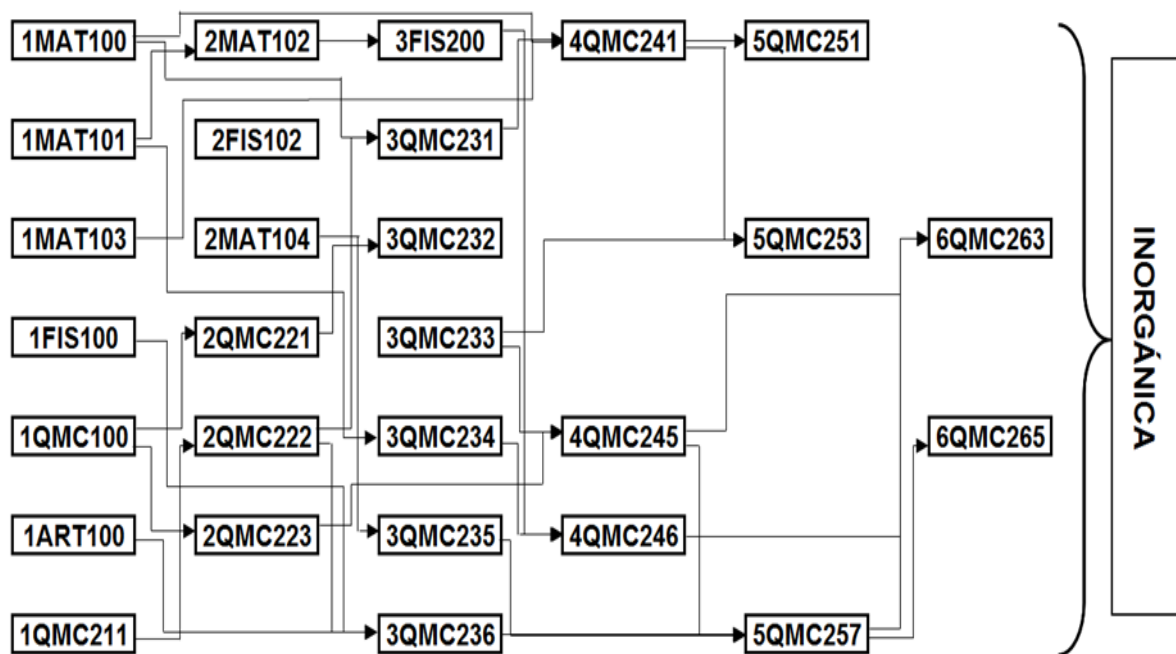 1MAT100
2MAT102
3FIS200
4QMC241
5QMC251
1MAT101
2FIS102
3QMC231
1MAT103
2MAT104
3QMC232
5QMC253
6QMC263
1FIS100
2QMC221
3QMC233
1QMC100
2QMC222
3QMC234
4QMC245
6QMC265
1ART100
2QMC223
3QMC235
4QMC246
1QMC211
3QMC236
5QMC257
INORGÁNICA